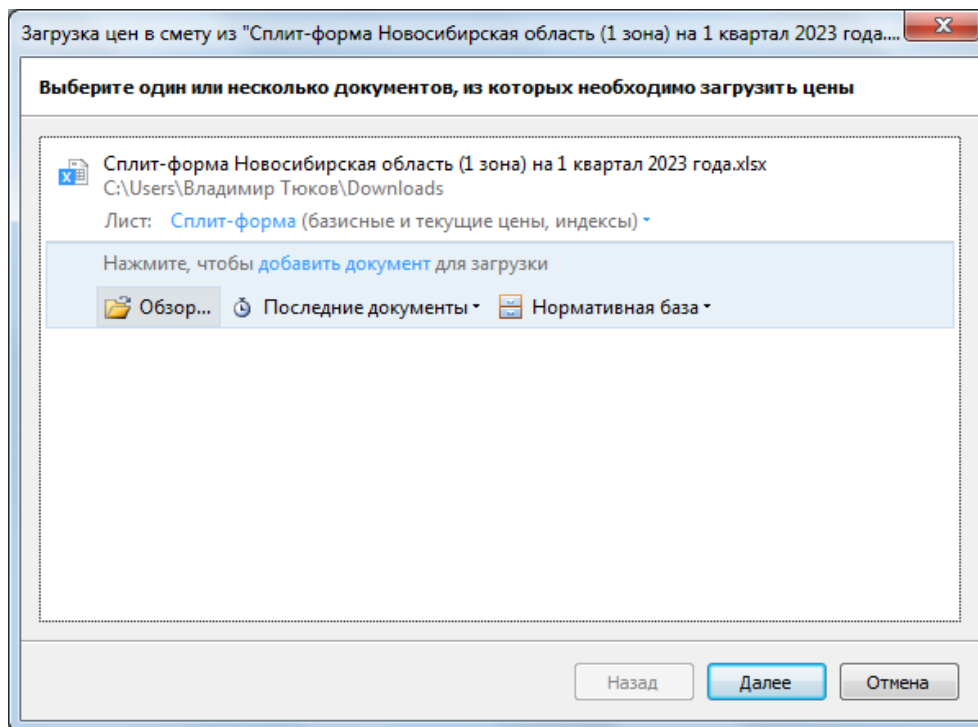 Загрузка цен в смету из "Сплит-форма Новосибирская область (1 зона) на 1 квартал 2023 года....
Выберите один или несколько документов, из которых необходимо загрузить цены
Сплит-форма Новосибирская область (1 зона) на 1 квартал 2023 года.xlsx
C:\Users\Владимир Тюков\Downloads
Лист: Сплит-форма (базисные и текущие цены, индексы)
Нажмите, чтобы добавить документ для загрузки
Обзор... Последние документы Нормативная база
Назад Далее Отмена